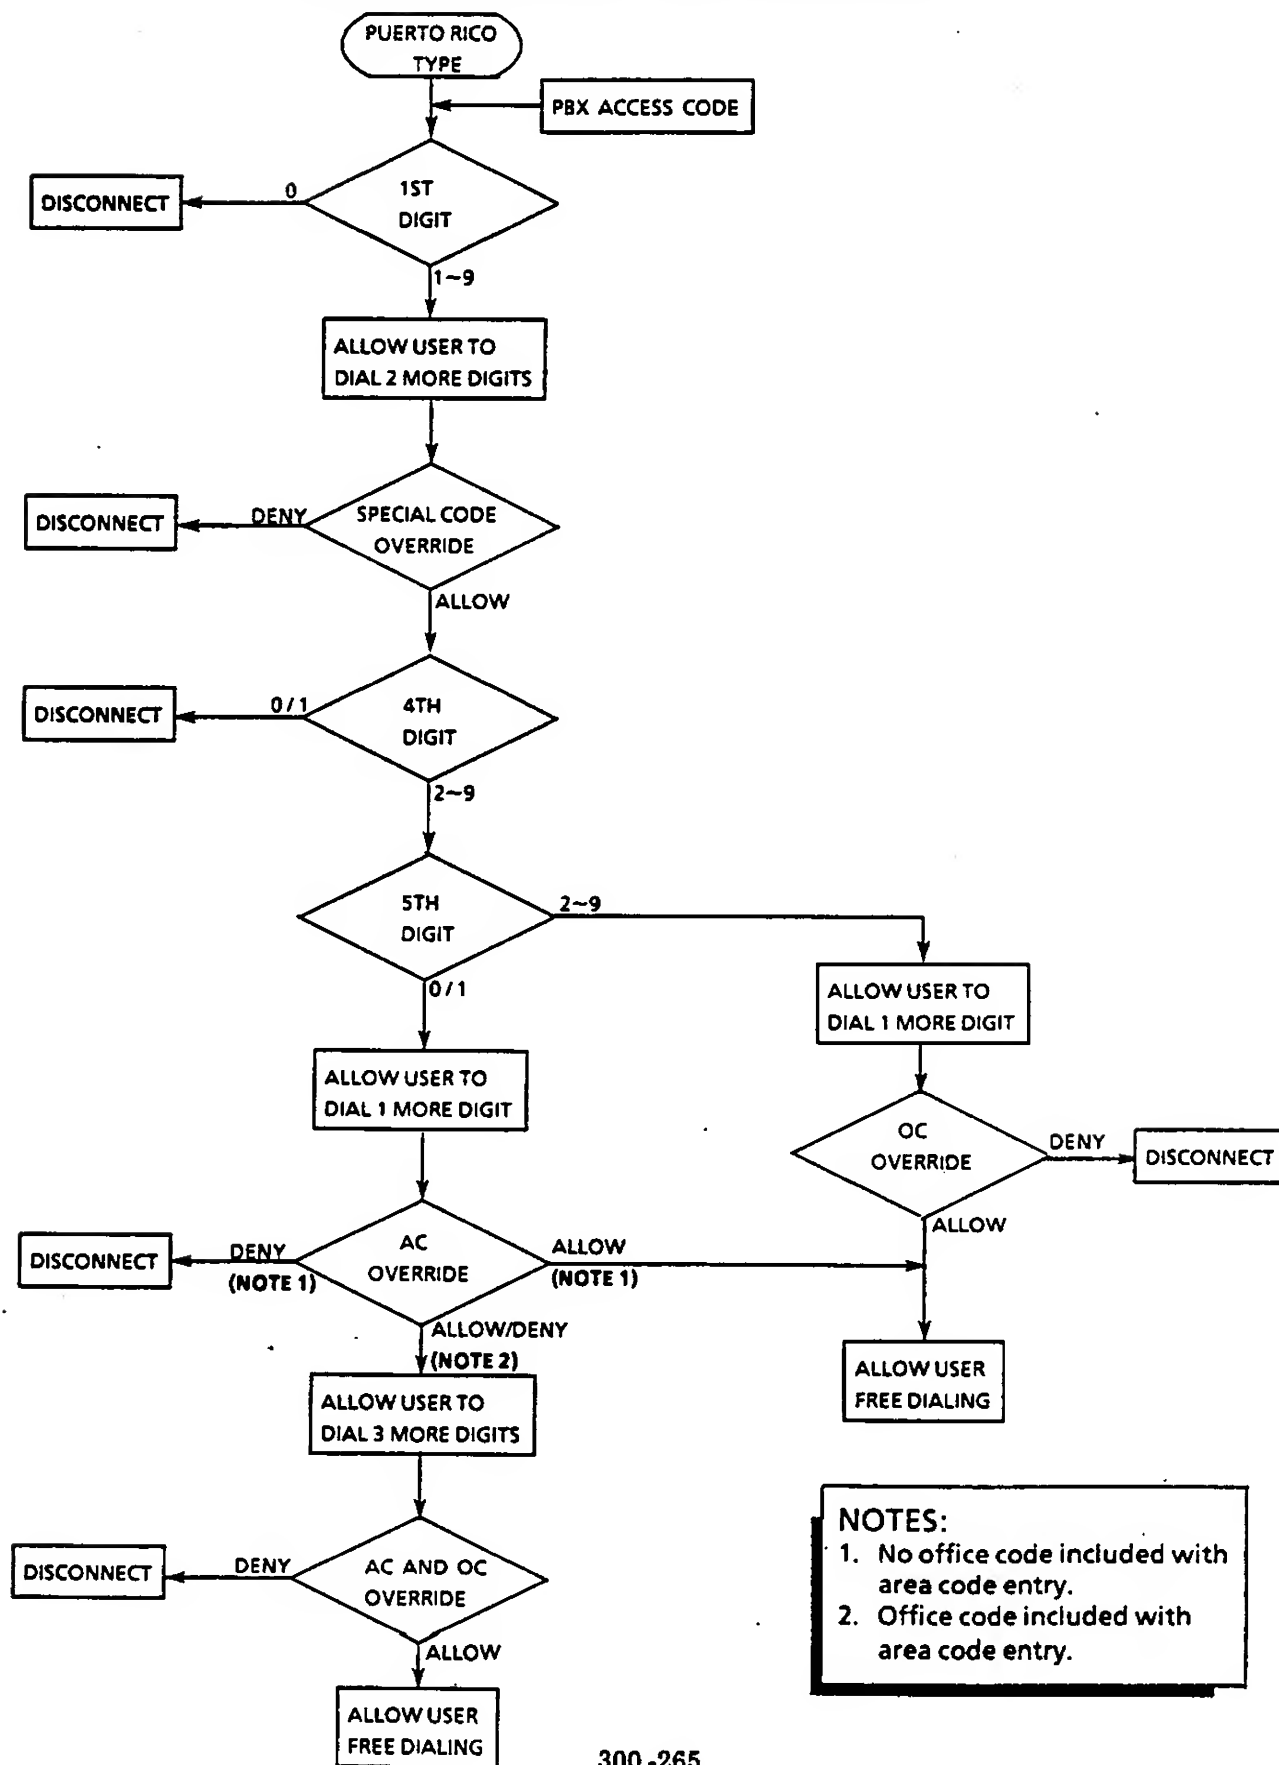 PUERTO RICO
TYPE
PBX ACCESS CODE
1ST
DIGIT
0
DISCONNECT
1~9
ALLOW USER TO
DIAL 2 MORE DIGITS
SPECIAL CODE
OVERRIDE
DENY
DISCONNECT
ALLOW
4TH
DIGIT
0/1
DISCONNECT
2~9
5TH
DIGIT
2~9
0/1
ALLOW USER TO
DIAL 1 MORE DIGIT
ALLOW USER TO
DIAL 1 MORE DIGIT
OC
OVERRIDE
DENY
DISCONNECT
ALLOW
AC
OVERRIDE
DENY
(NOTE 1)
DISCONNECT
ALLOW
(NOTE 1)
ALLOW/DENY
(NOTE 2)
ALLOW USER
FREE DIALING
ALLOW USER TO
DIAL 3 MORE DIGITS
AC AND OC
OVERRIDE
DENY
DISCONNECT
ALLOW
ALLOW USER
FREE DIALING
NOTES:
1. No office code included with
area code entry.
2. Office code included with
area code entry.
300-265